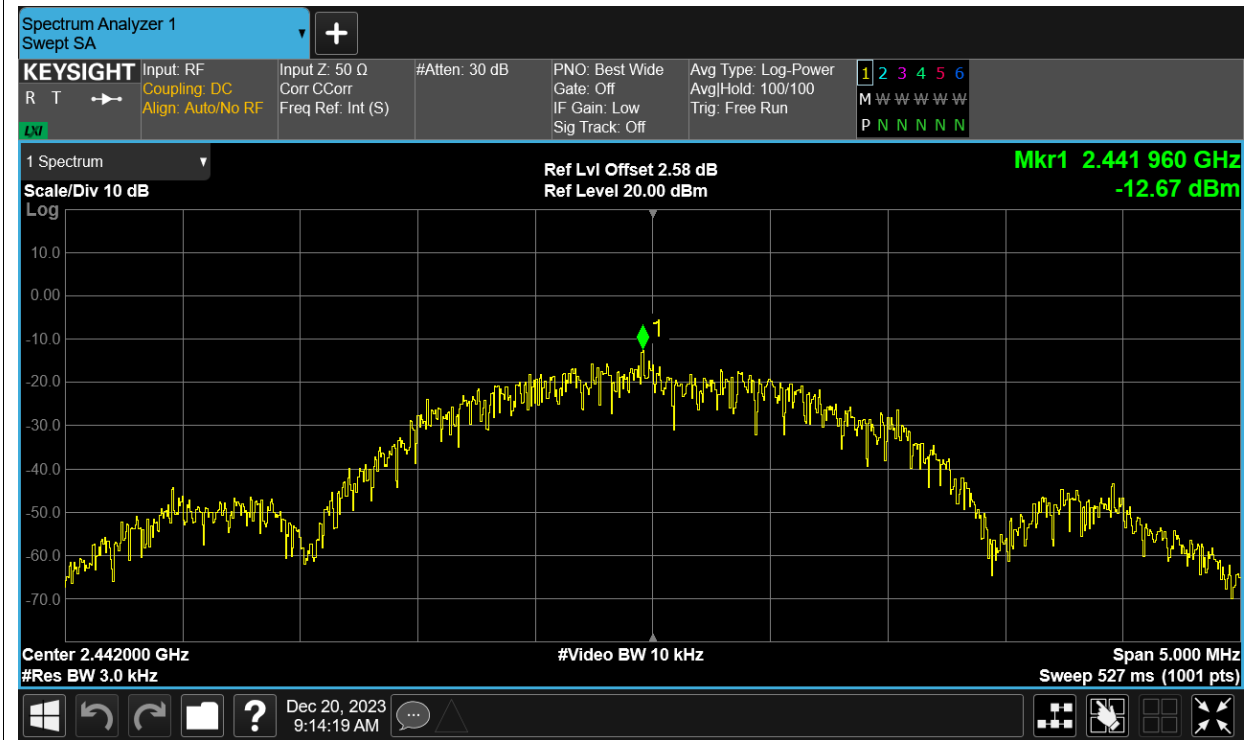 Spectrum Analyzer 1
Swept SA
+
KEYSIGHT
R T
LXI
Input: RF
Coupling: DC
Align: Auto/No RF
Input Z: 50 Ω
Corr CCorr
Freq Ref: Int (S)
#Atten: 30 dB
PNO: Best Wide
Gate: Off
IF Gain: Low
Sig Track: Off
Avg Type: Log-Power
Avg|Hold: 100/100
Trig: Free Run
1 2 3 4 5 6
M W W W W W
P N N N N N
1 Spectrum
Scale/Div 10 dB
Log
Ref Lvl Offset 2.58 dB
Ref Level 20.00 dBm
Mkr1 2.441 960 GHz
-12.67 dBm
10.0
0.00
-10.0
-20.0
-30.0
-40.0
-50.0
-60.0
-70.0
1
Center 2.442000 GHz
#Res BW 3.0 kHz
#Video BW 10 kHz
Span 5.000 MHz
Sweep 527 ms (1001 pts)
?
Dec 20, 2023
9:14:19 AM